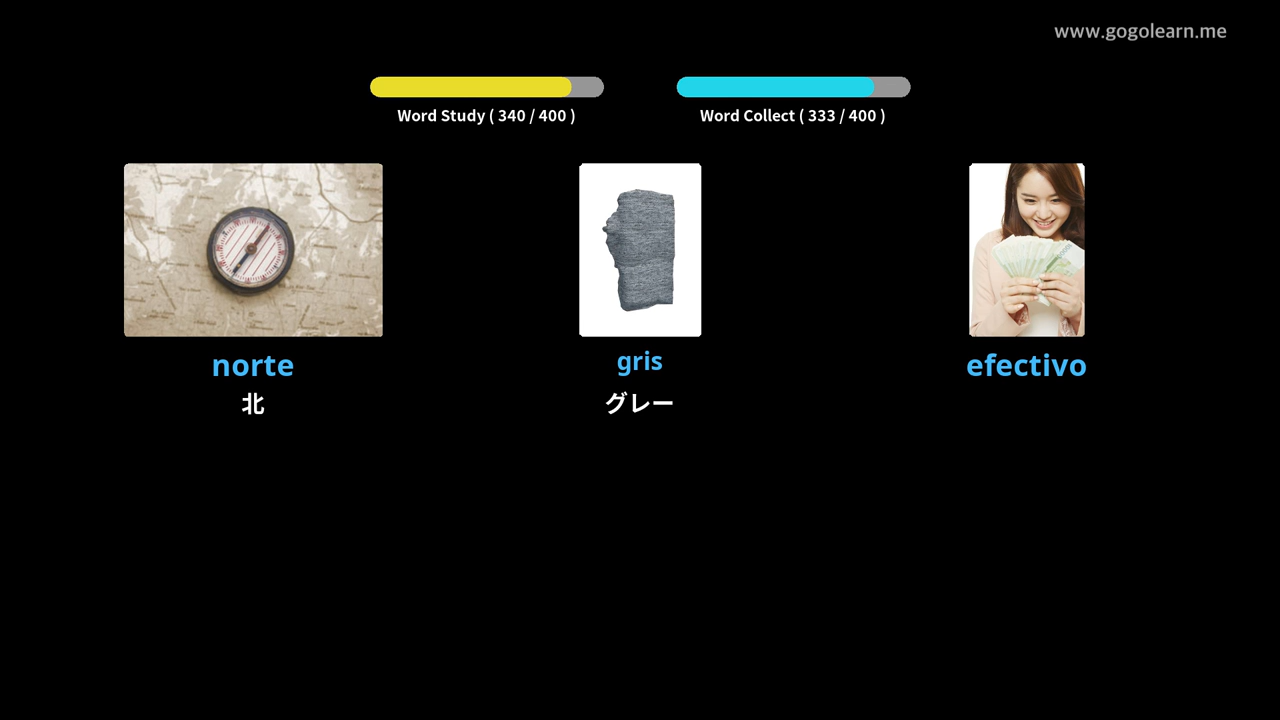 www.gogolearn.me
Word Study ( 340 / 400 )
Word Collect ( 333 / 400 )
norte
gris
efectivo
北
グレー